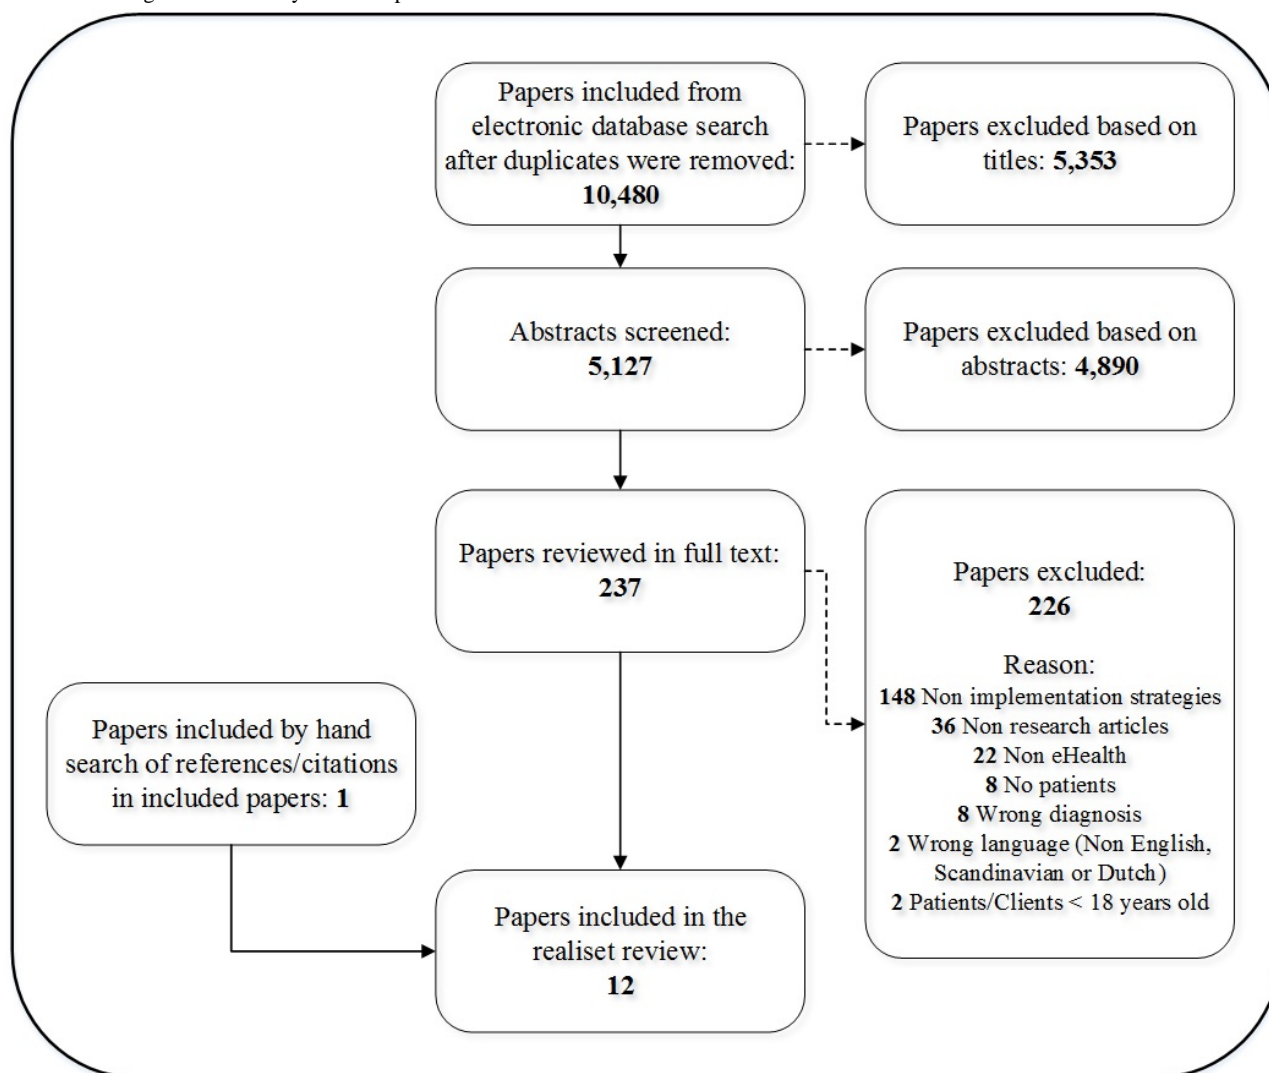 Papers included from
electronic database search
after duplicates were removed:
10,480
Papers excluded based on
titles: 5,353
Abstracts screened:
5,127
Papers excluded based on
abstracts: 4,890
Papers reviewed in full text:
237
Papers excluded:
226
Reason:
148 Non implementation strategies
36 Non research articles
22 Non eHealth
8 No patients
8 Wrong diagnosis
2 Wrong language (Non English,
Scandinavian or Dutch)
2 Patients/Clients < 18 years old
Papers included by hand
search of references/citations
in included papers: 1
Papers included in the
realiset review:
12